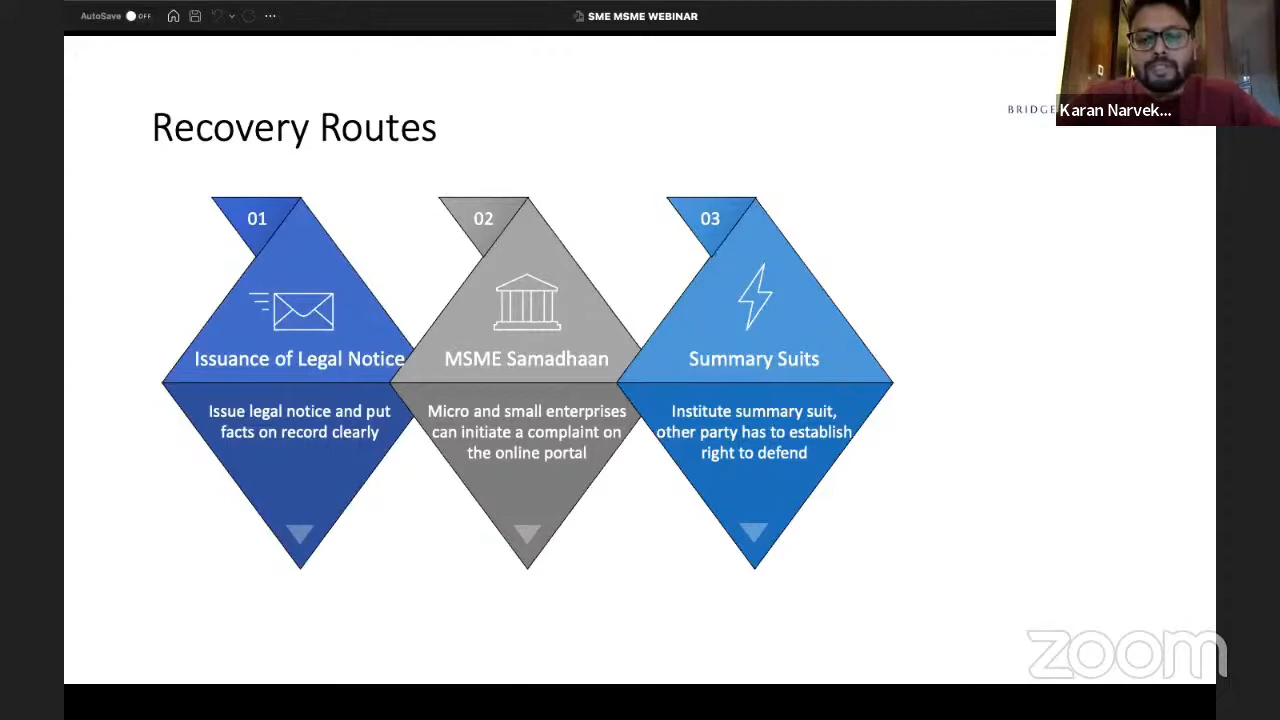 AutoSave OFF
SME MSME WEBINAR
Karan Narvek...
BRIDGE
Recovery Routes
01
02
03
Issuance of Legal Notice
MSME Samadhaan
Summary Suits
Issue legal notice and put
facts on record clearly
Micro and small enterprises
can initiate a complaint on
the online portal
Institute summary suit,
other party has to establish
right to defend
zoom